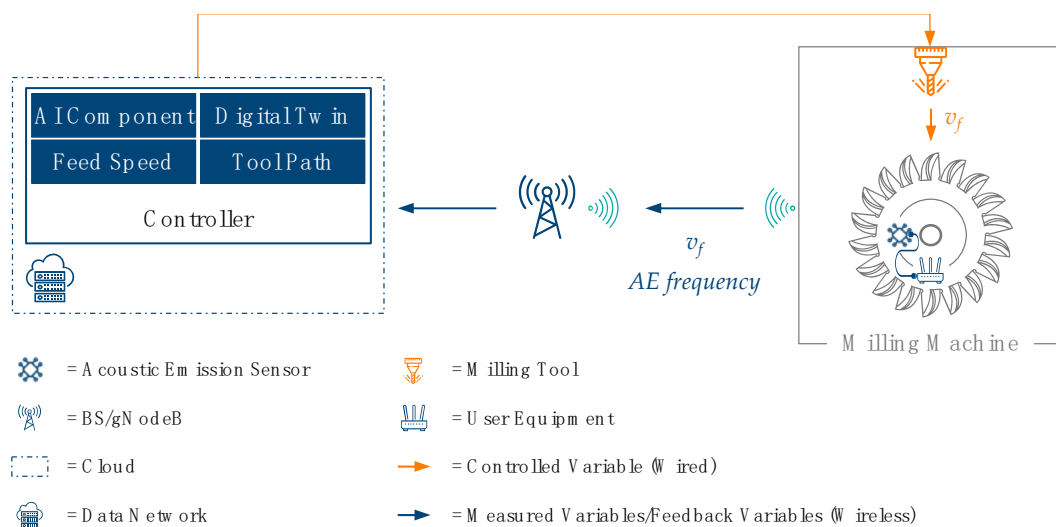 AI Component Digital Twin
Feed Speed Tool Path
Controller
v_f
v_f
AE frequency
Milling Machine
= Acoustic Emission Sensor = Milling Tool
= BS/gNodeB = User Equipment
= Cloud = Controlled Variable (Wired)
= Data Network = Measured Variables/Feedback Variables (Wireless)